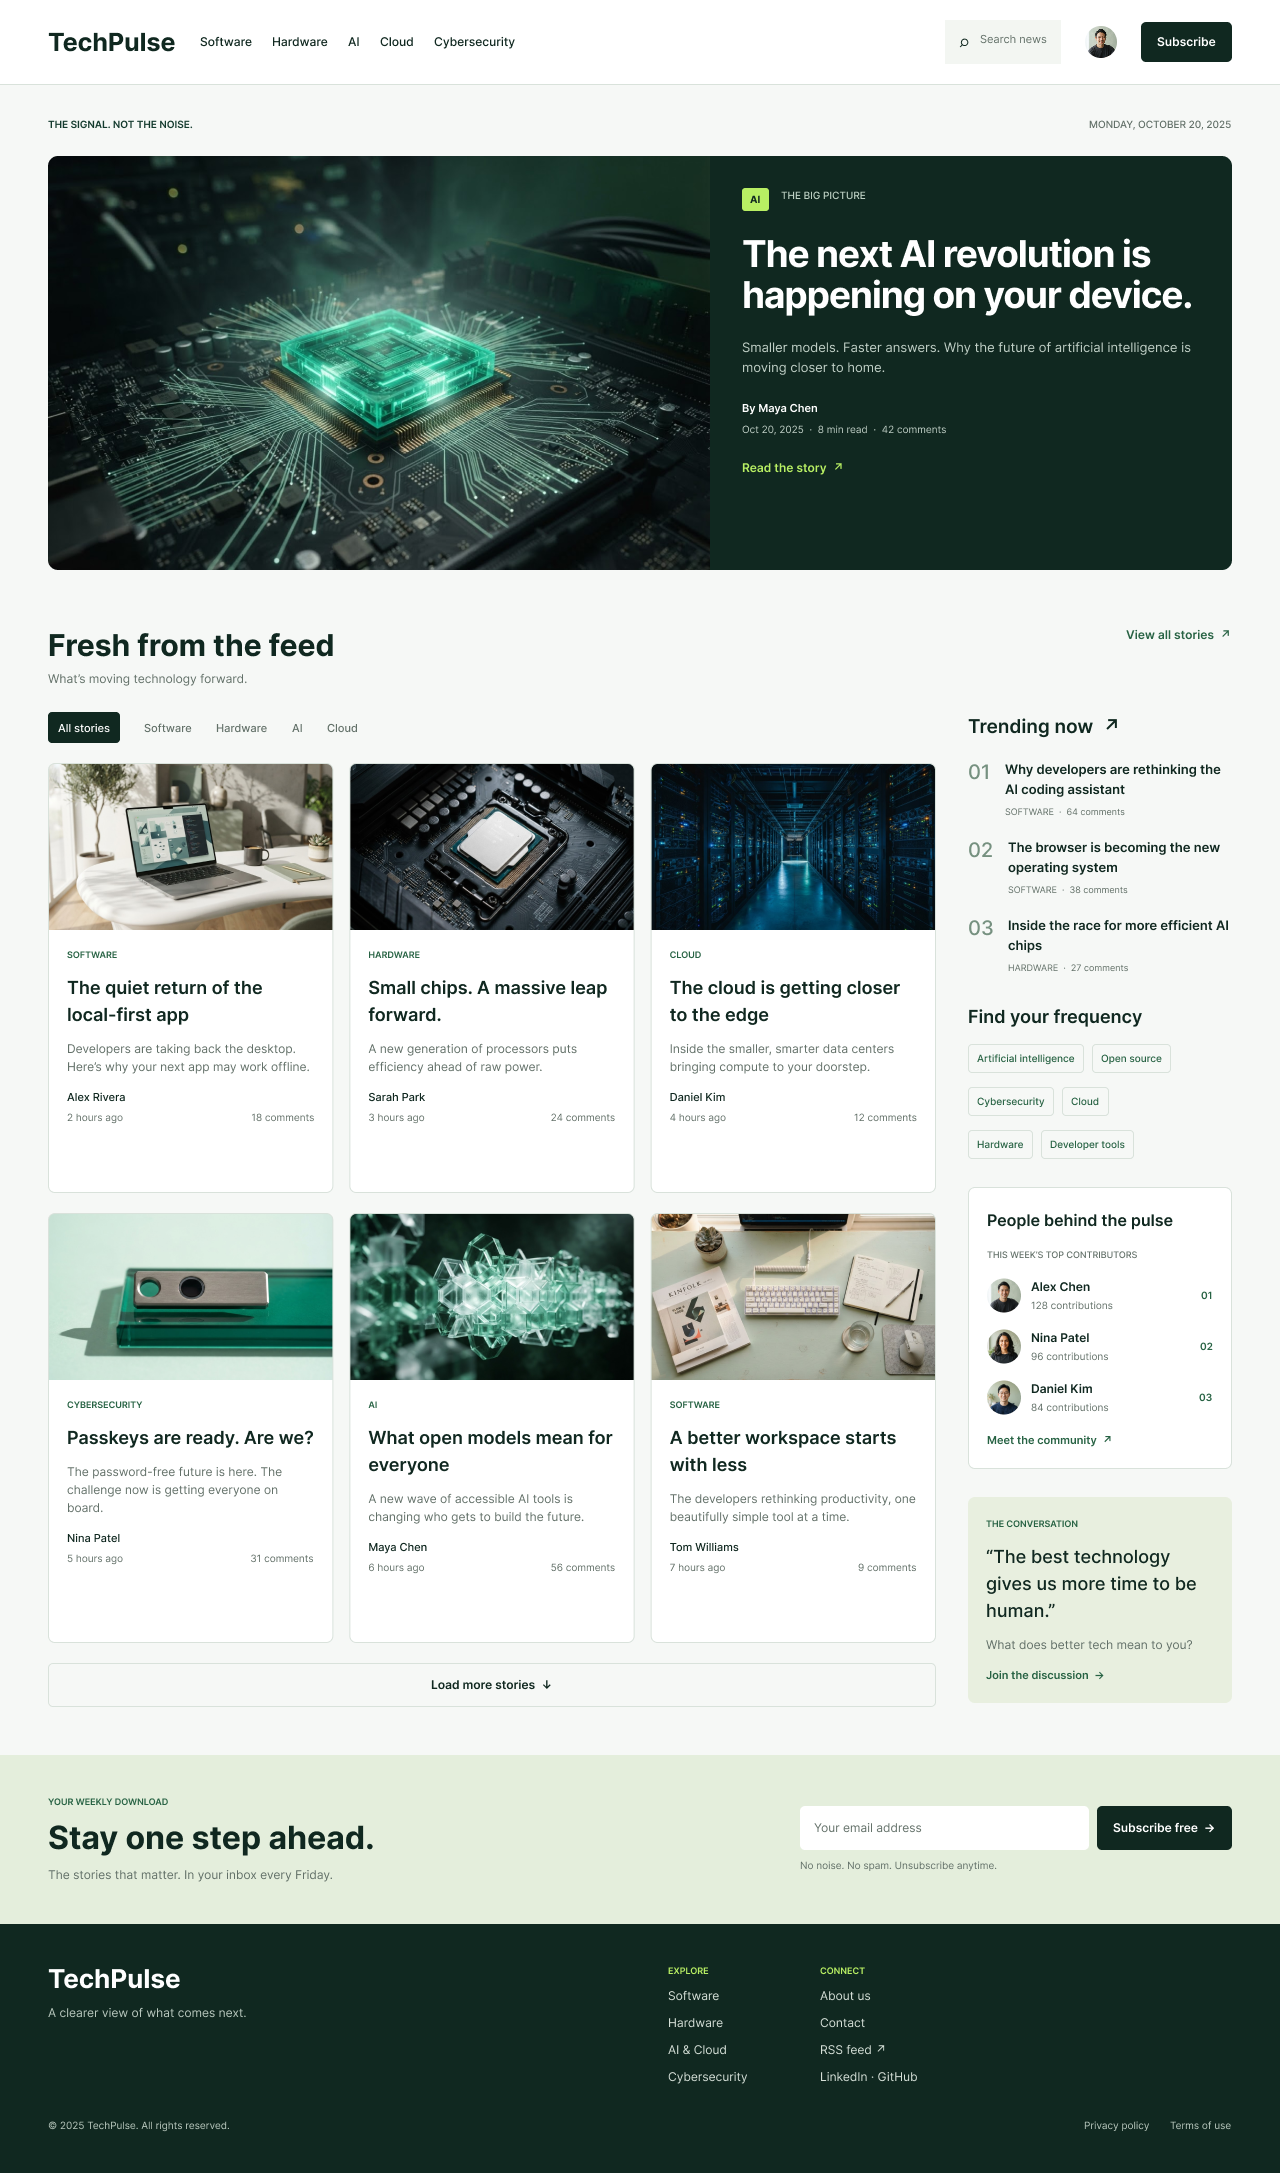 TechPulse
Software
Hardware
AI
Cloud
Cybersecurity
Search news
Subscribe
THE SIGNAL. NOT THE NOISE.
MONDAY, OCTOBER 20, 2025
AI
THE BIG PICTURE
The next AI revolution is
happening on your device.
Smaller models. Faster answers. Why the future of artificial intelligence is
moving closer to home.
By Maya Chen
Oct 20, 2025 · 8 min read · 42 comments
Read the story ↗
Fresh from the feed
View all stories ↗
What's moving technology forward.
All stories
Software
Hardware
AI
Cloud
SOFTWARE
The quiet return of the
local-first app
Developers are taking back the desktop.
Here's why your next app may work offline.
Alex Rivera
2 hours ago
18 comments
HARDWARE
Small chips. A massive leap
forward.
A new generation of processors puts
efficiency ahead of raw power.
Sarah Park
3 hours ago
24 comments
CLOUD
The cloud is getting closer
to the edge
Inside the smaller, smarter data centers
bringing compute to your doorstep.
Daniel Kim
4 hours ago
12 comments
CYBERSECURITY
Passkeys are ready. Are we?
The password-free future is here. The
challenge now is getting everyone on
board.
Nina Patel
5 hours ago
31 comments
AI
What open models mean for
everyone
A new wave of accessible AI tools is
changing who gets to build the future.
Maya Chen
6 hours ago
56 comments
KINFOLK
SOFTWARE
A better workspace starts
with less
The developers rethinking productivity, one
beautifully simple tool at a time.
Tom Williams
7 hours ago
9 comments
Load more stories ↓
Trending now ↗
01
Why developers are rethinking the
AI coding assistant
SOFTWARE · 64 comments
02
The browser is becoming the new
operating system
SOFTWARE · 38 comments
03
Inside the race for more efficient AI
chips
HARDWARE · 27 comments
Find your frequency
Artificial intelligence
Open source
Cybersecurity
Cloud
Hardware
Developer tools
People behind the pulse
THIS WEEK'S TOP CONTRIBUTORS
Alex Chen
128 contributions
01
Nina Patel
96 contributions
02
Daniel Kim
84 contributions
03
Meet the community ↗
THE CONVERSATION
“The best technology
gives us more time to be
human.”
What does better tech mean to you?
Join the discussion →
YOUR WEEKLY DOWNLOAD
Stay one step ahead.
The stories that matter. In your inbox every Friday.
Your email address
Subscribe free →
No noise. No spam. Unsubscribe anytime.
TechPulse
A clearer view of what comes next.
EXPLORE
Software
Hardware
AI & Cloud
Cybersecurity
CONNECT
About us
Contact
RSS feed ↗
LinkedIn · GitHub
© 2025 TechPulse. All rights reserved.
Privacy policy
Terms of use